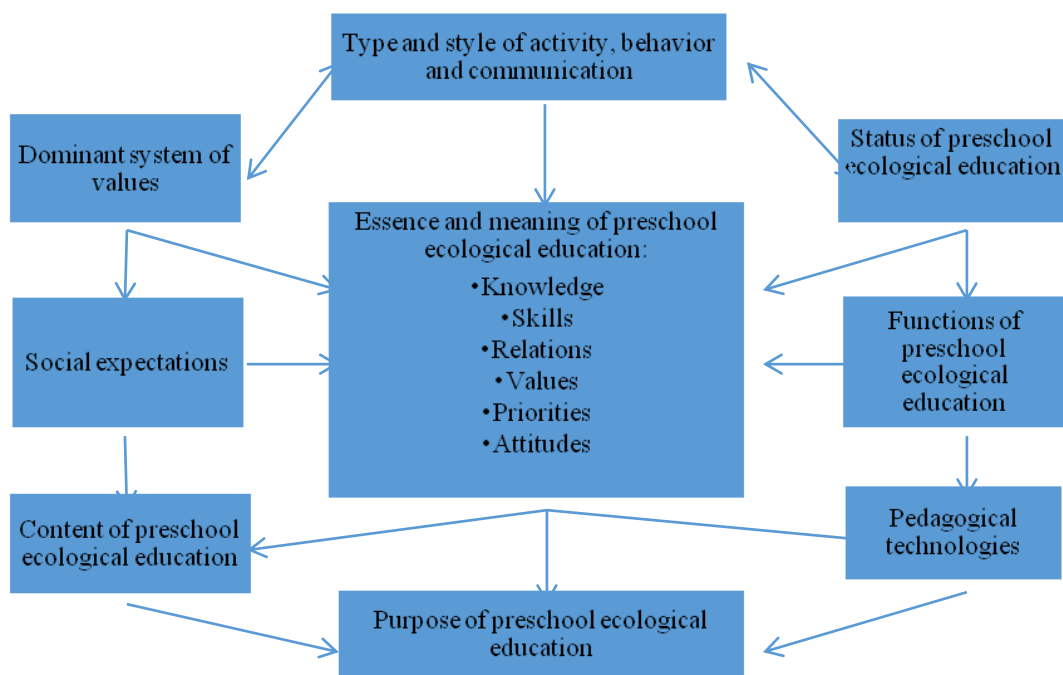 Type and style of activity, behavior
and communication
Dominant system of
values
Status of preschool
ecological education
Essence and meaning of preschool
ecological education:
•Knowledge
•Skills
•Relations
•Values
•Priorities
•Attitudes
Social expectations
Functions of
preschool
ecological
education
Content of preschool
ecological education
Pedagogical
technologies
Purpose of preschool ecological
education